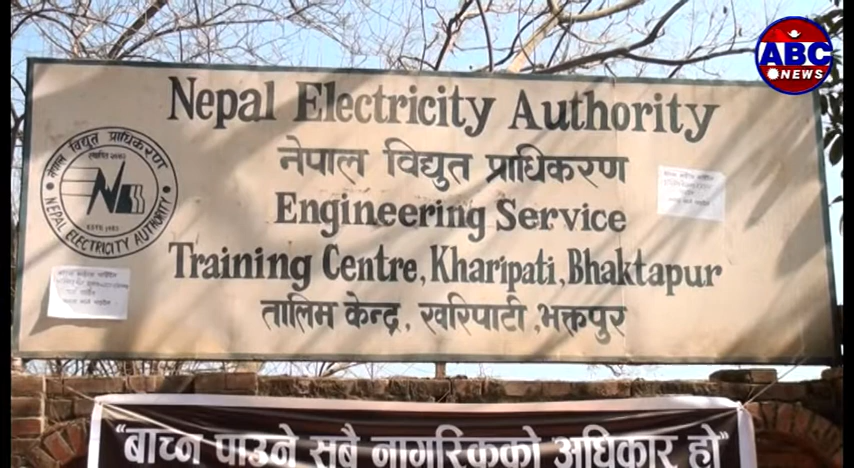 ABC
NEWS
Nepal Electricity Authority
नेपाल विद्युत प्राधिकरण
Engineering Service
Training Centre, Kharipati, Bhaktapur
तालिम केन्द्र, खरिपाटी ,भक्तपुर
नेपाल विद्युत प्राधिकरण
NEPAL ELECTRICITY AUTHORITY
"बाच्न पाउने सबै नागरिकको अधिकार हो"